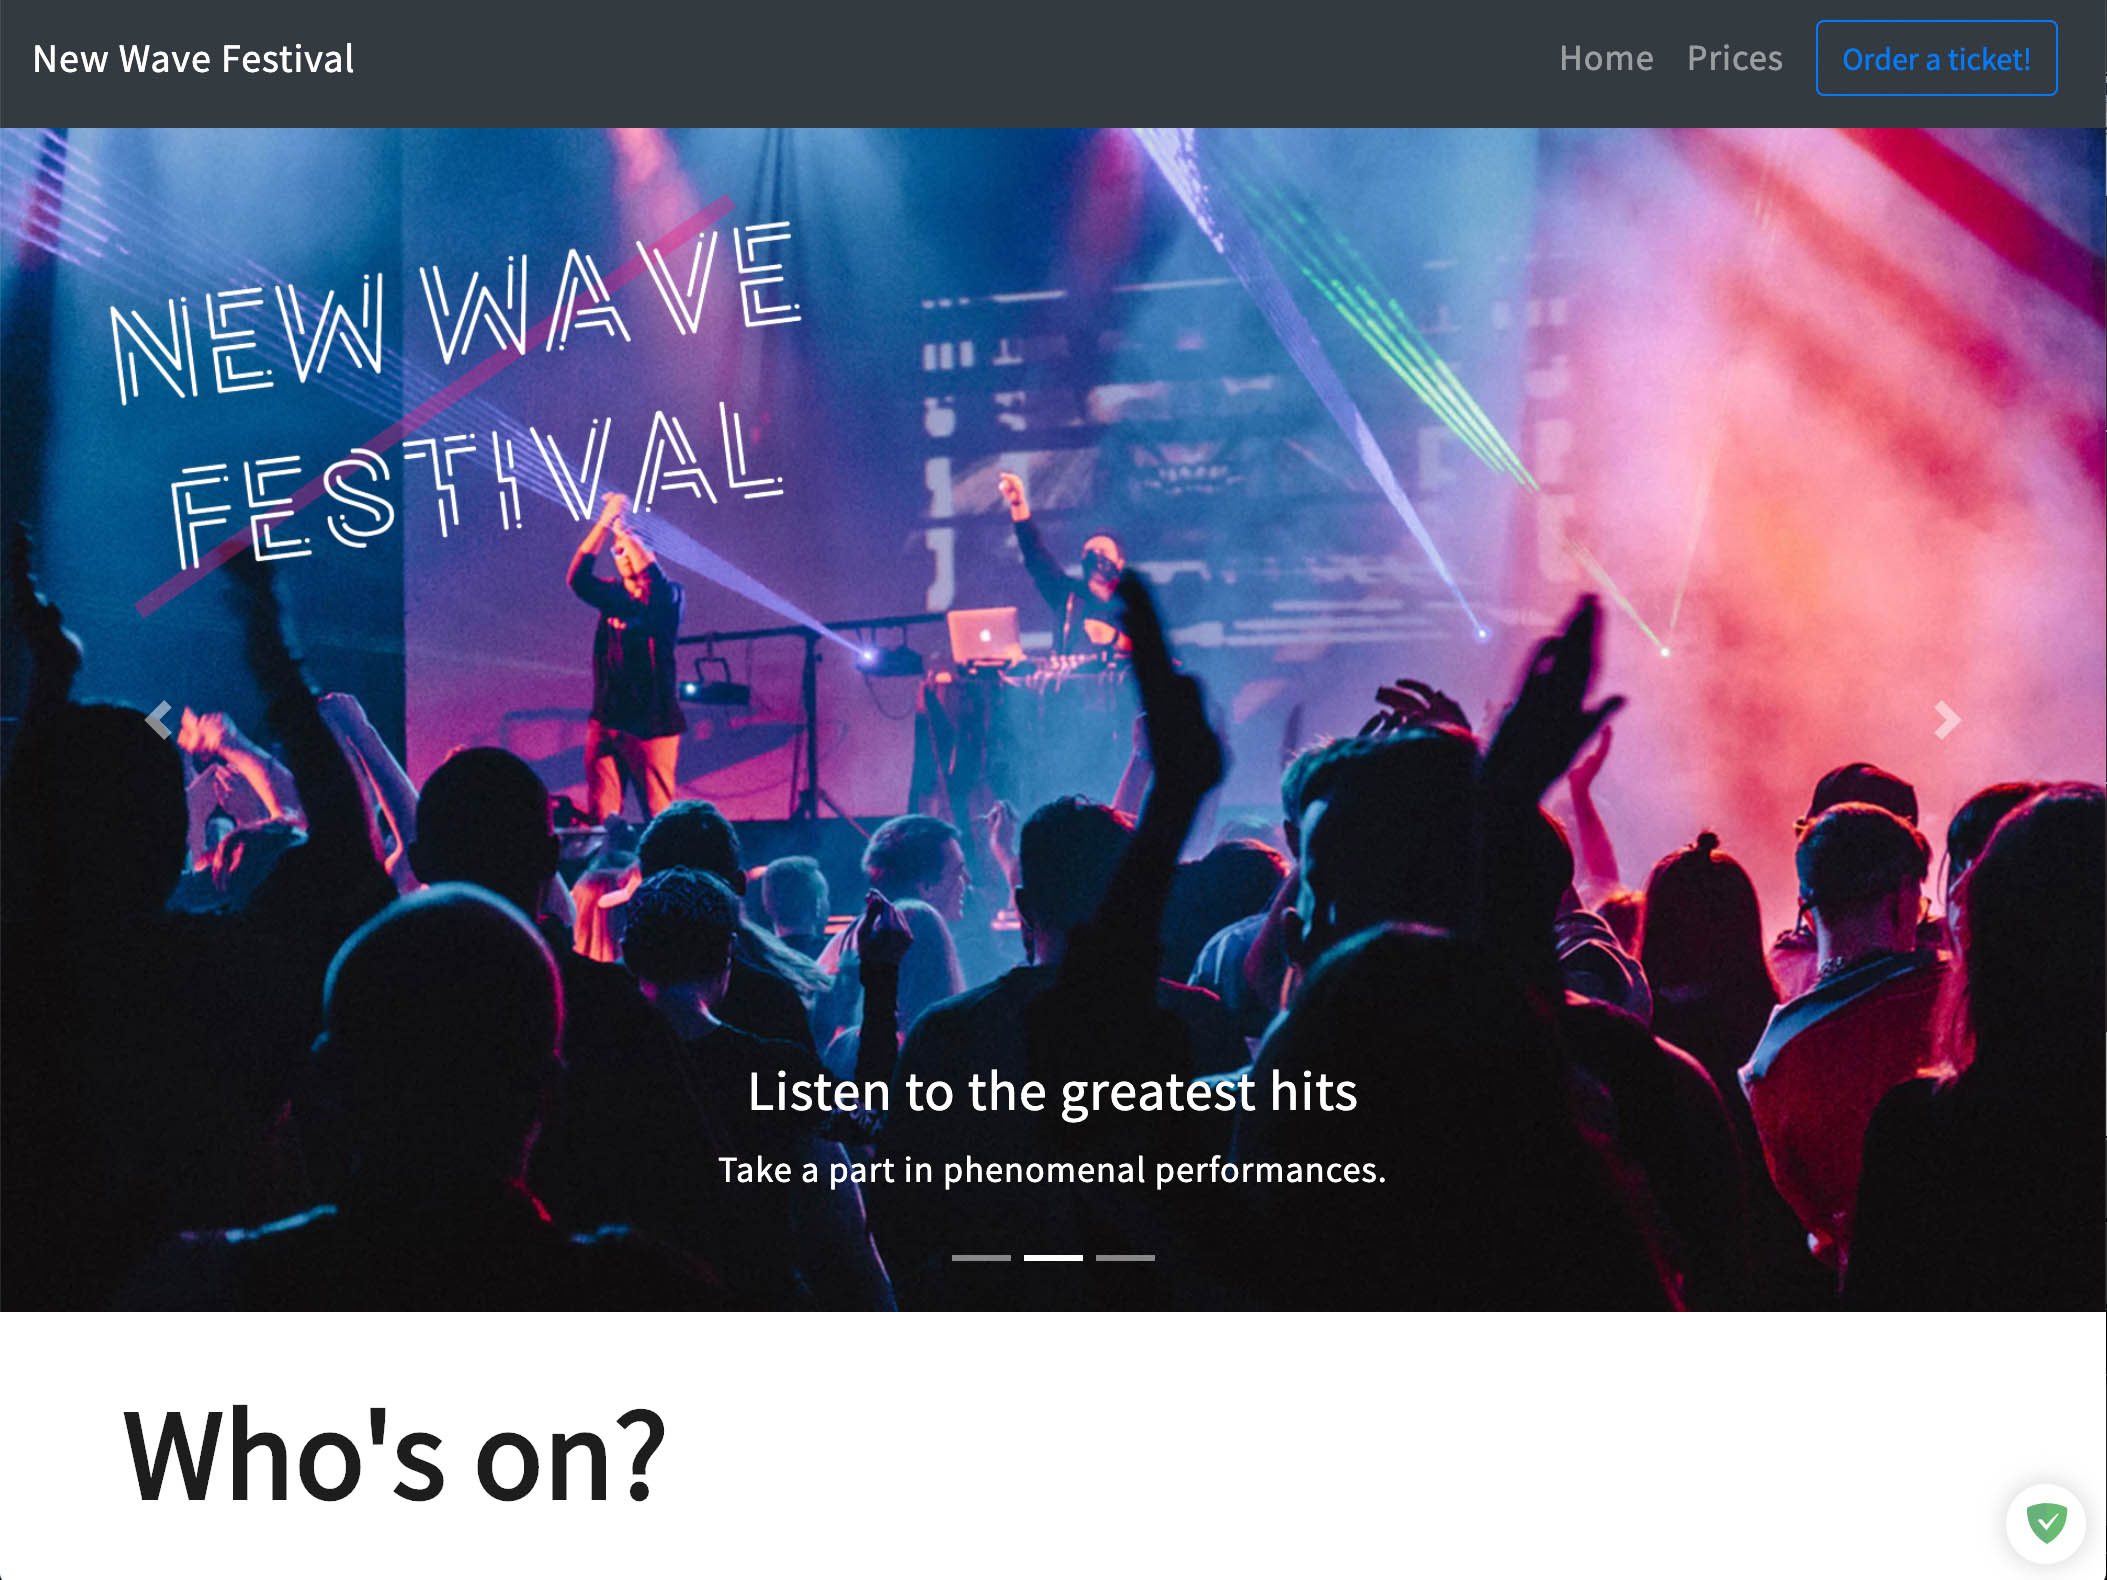 New Wave Festival
Home Prices Order a ticket!
NEW WAVE
FESTIVAL
Listen to the greatest hits
Take a part in phenomenal performances.
Who's on?